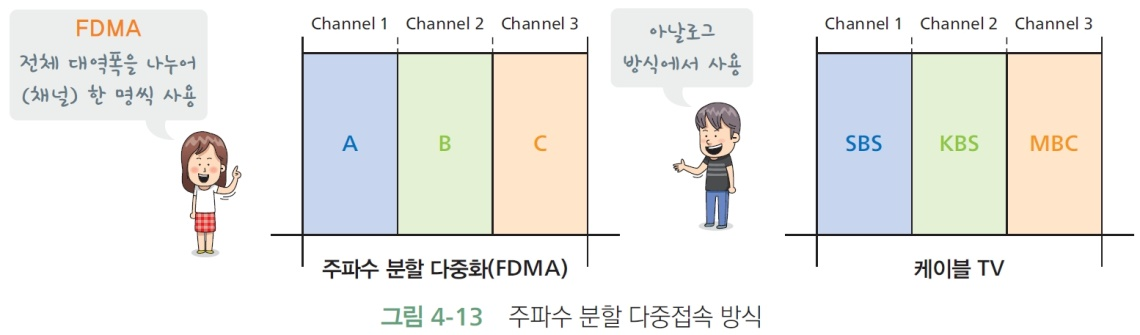 FDMA
전체 대역폭을 나누어
(채널) 한 명씩 사용
Channel 1 Channel 2 Channel 3
A B C
주파수 분할 다중화(FDMA)
아날로그
방식에서 사용
Channel 1 Channel 2 Channel 3
SBS KBS MBC
케이블 TV
그림 4-13 주파수 분할 다중접속 방식